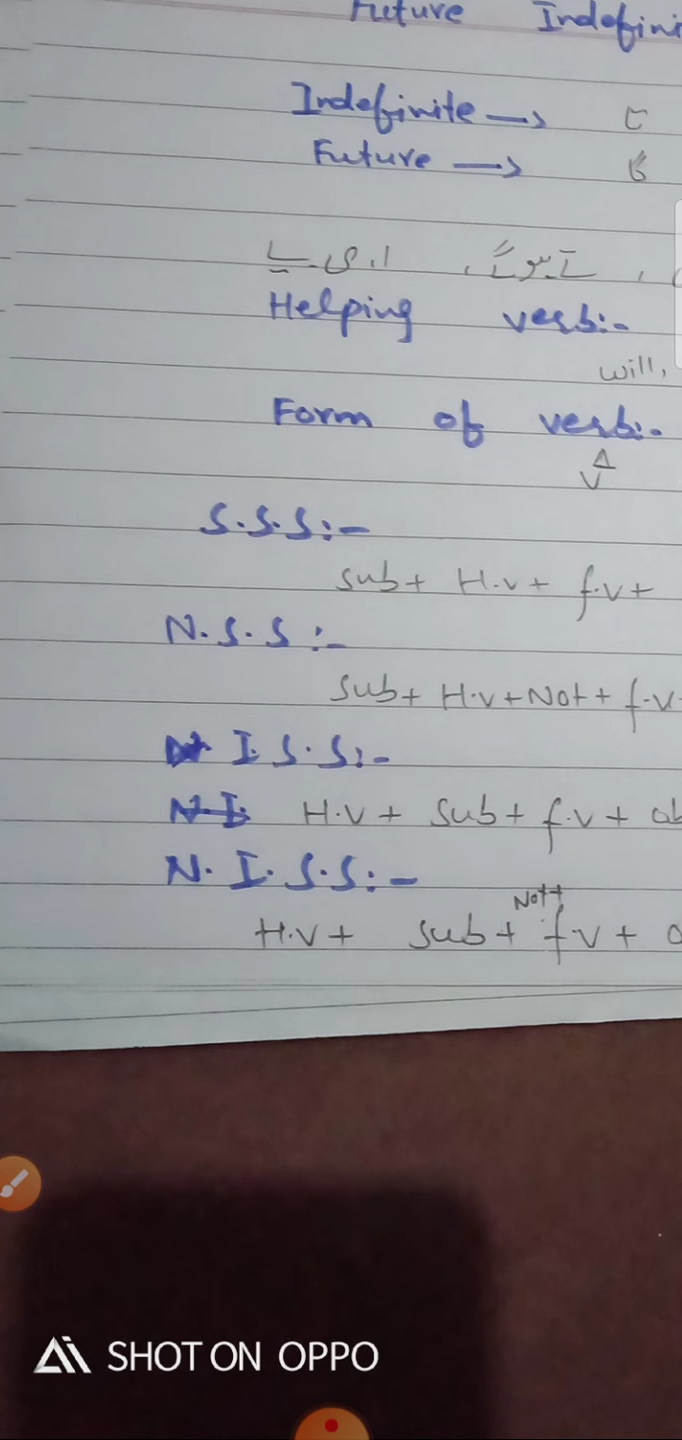 Future Indefini
Indefinite →
Future →
Helping verb:-
will,
Form of verb:-
S.S.S:-
Sub+ H.v+ f.v+
N.S.S:-
Sub+ H.v+Not+ f.v
I.S.S:-
N.I. H.V+ Sub+ f.v+ ob
N.I.S.S:-
Not+
H.V+ Sub+ f.v+ o
SHOT ON OPPO